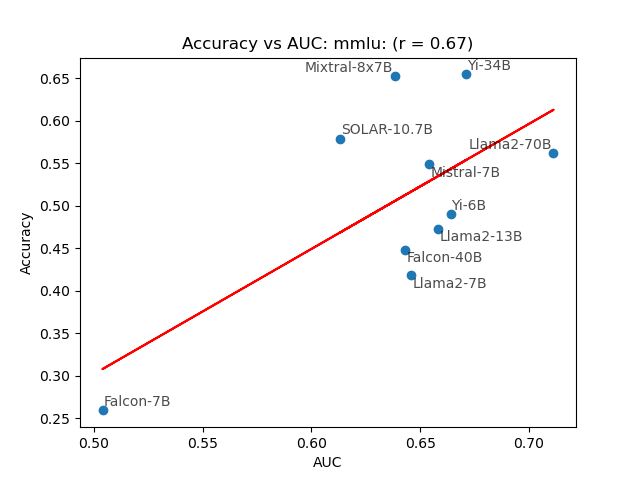 Accuracy vs AUC: mmlu: (r = 0.67)
Mixtral-8x7B
Yi-34B
SOLAR-10.7B
Llama2-70B
Mistral-7B
Yi-6B
Llama2-13B
Falcon-40B
Llama2-7B
Falcon-7B
Accuracy
0.65
0.60
0.55
0.50
0.45
0.40
0.35
0.30
0.25
0.50
0.55
0.60
0.65
0.70
AUC